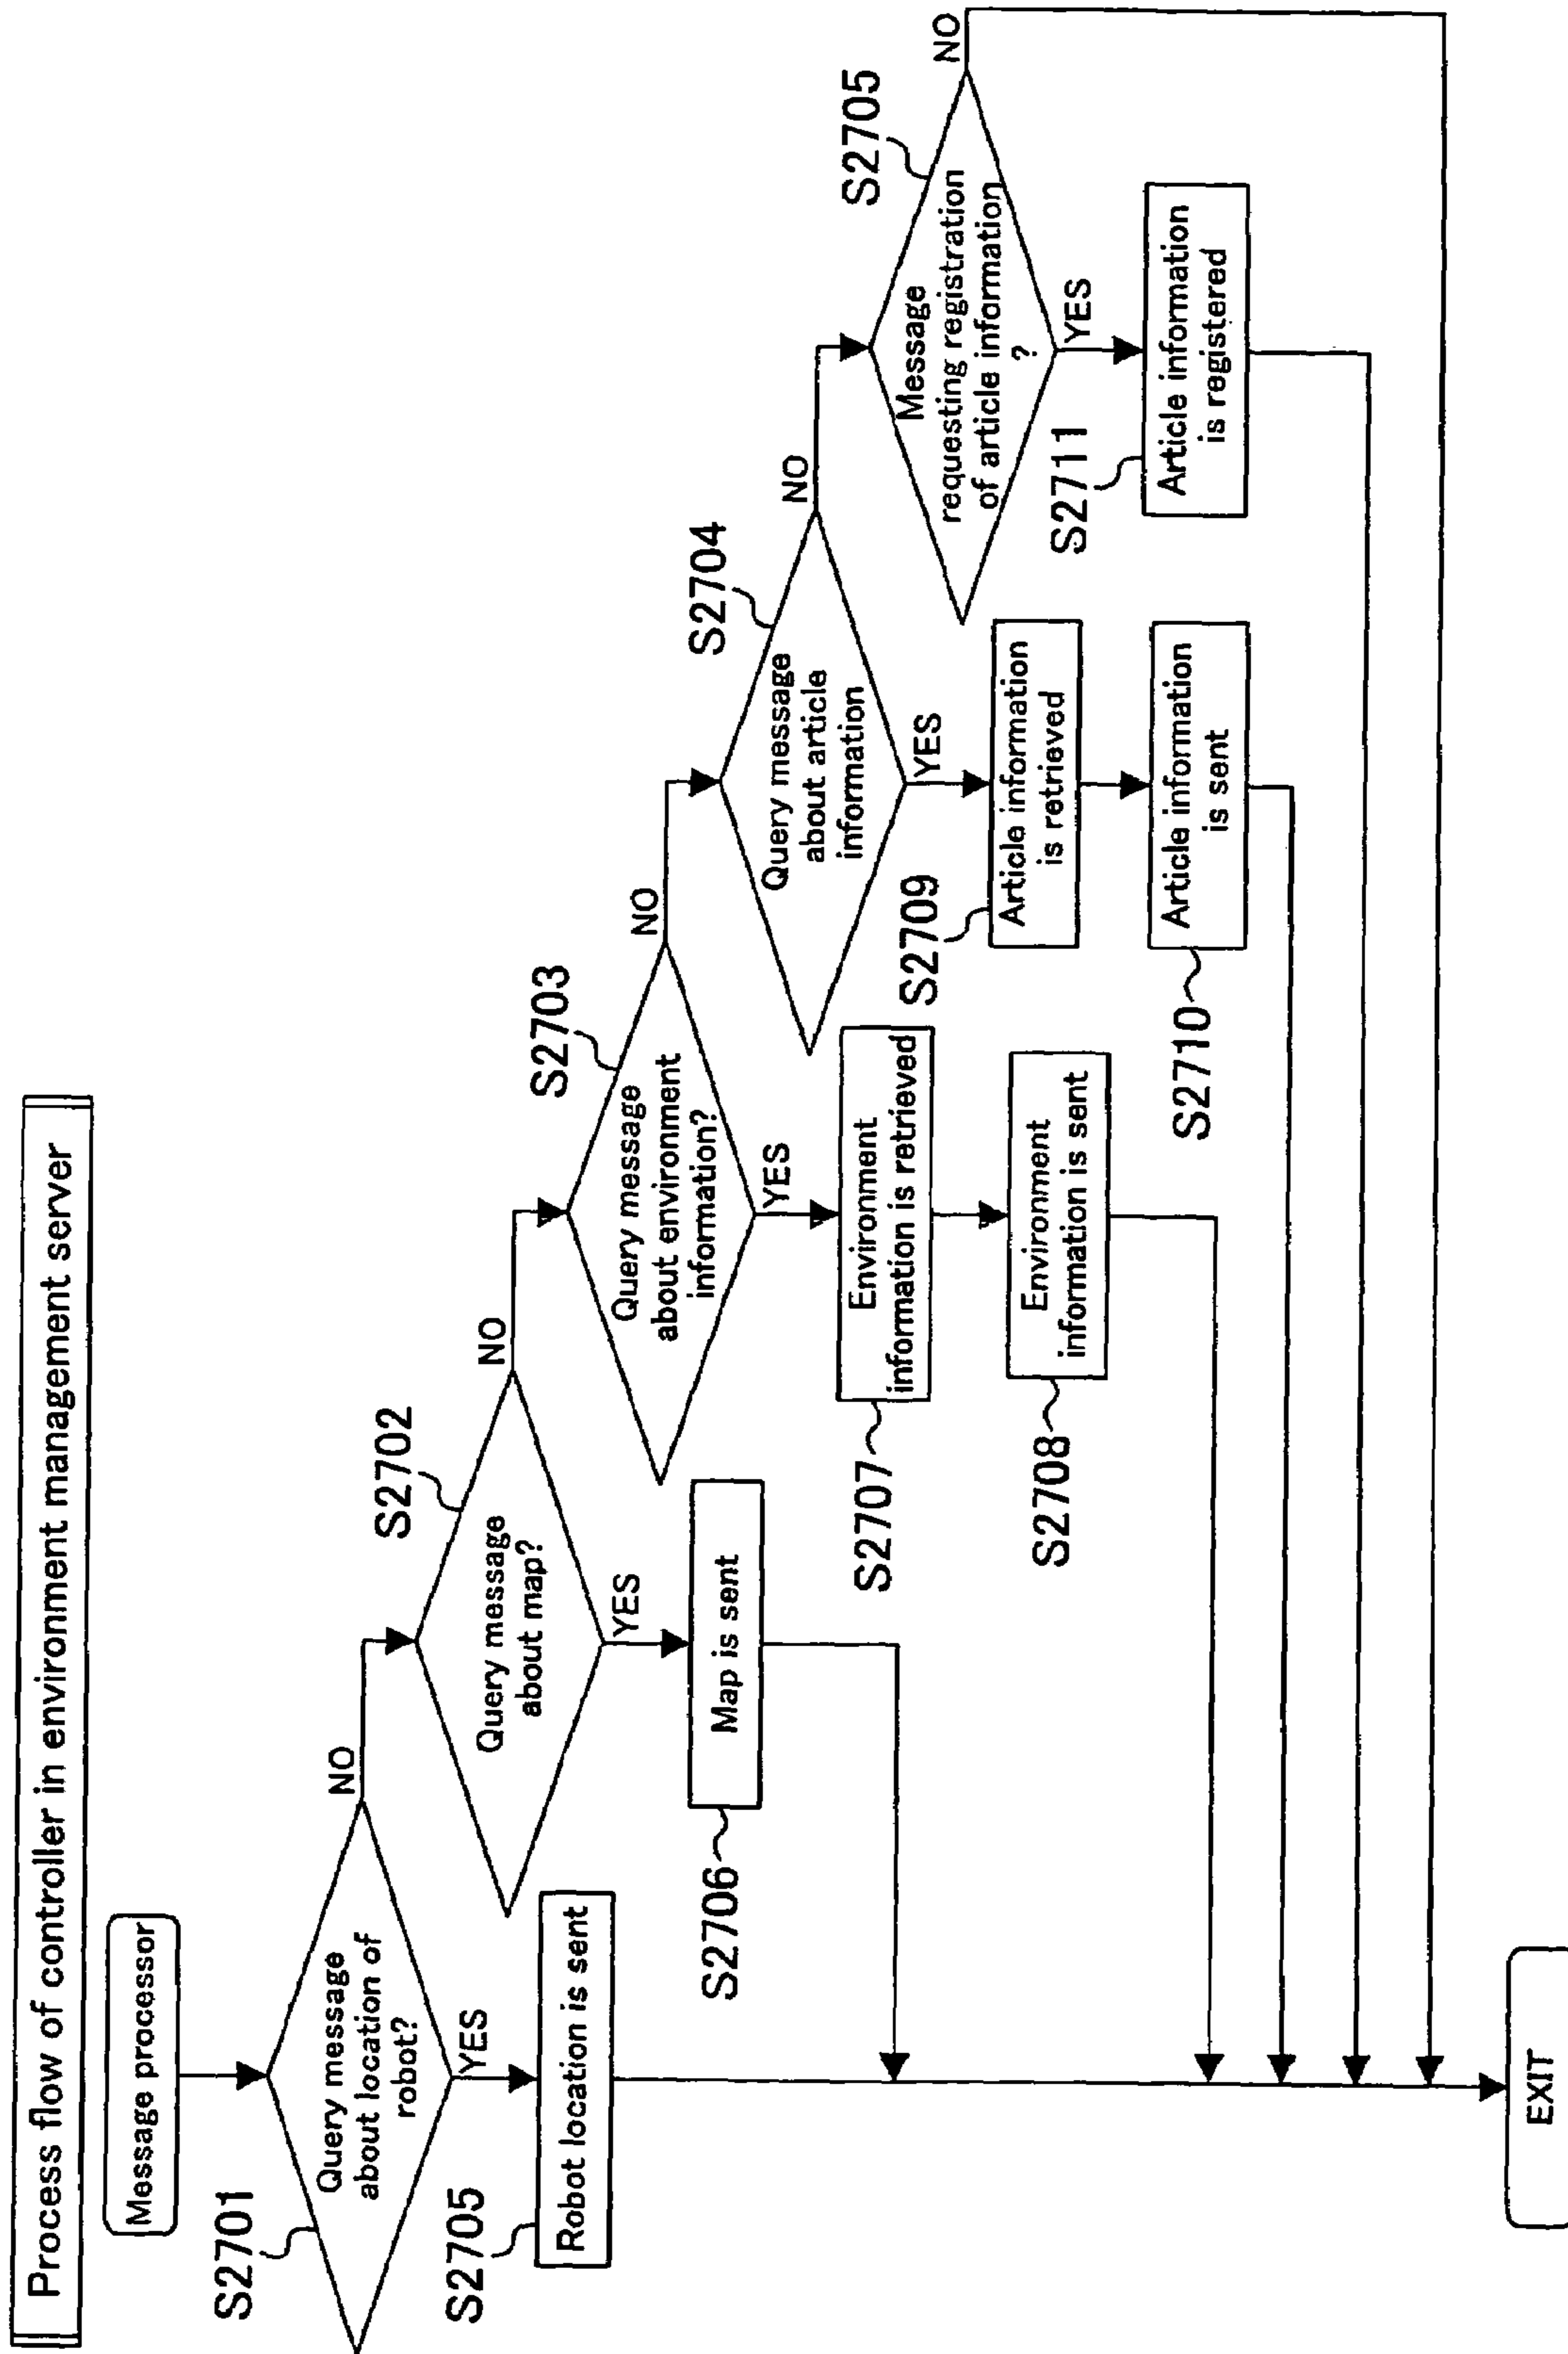 Process flow of controller in environment management server
Message processor
S2701
Query message
about location of
robot?
NO
YES
S2705
Robot location is sent
S2702
Query message
about map?
NO
YES
S2706
Map is sent
S2703
Query message
about environment
information?
NO
YES
S2707
Environment
information is retrieved
S2708
Environment
information is sent
S2704
Query message
about article
information
NO
YES
S2709
Article information
is retrieved
S2710
Article information
is sent
S2705
Message
requesting registration
of article information
?
NO
YES
S2711
Article information
is registered
EXIT